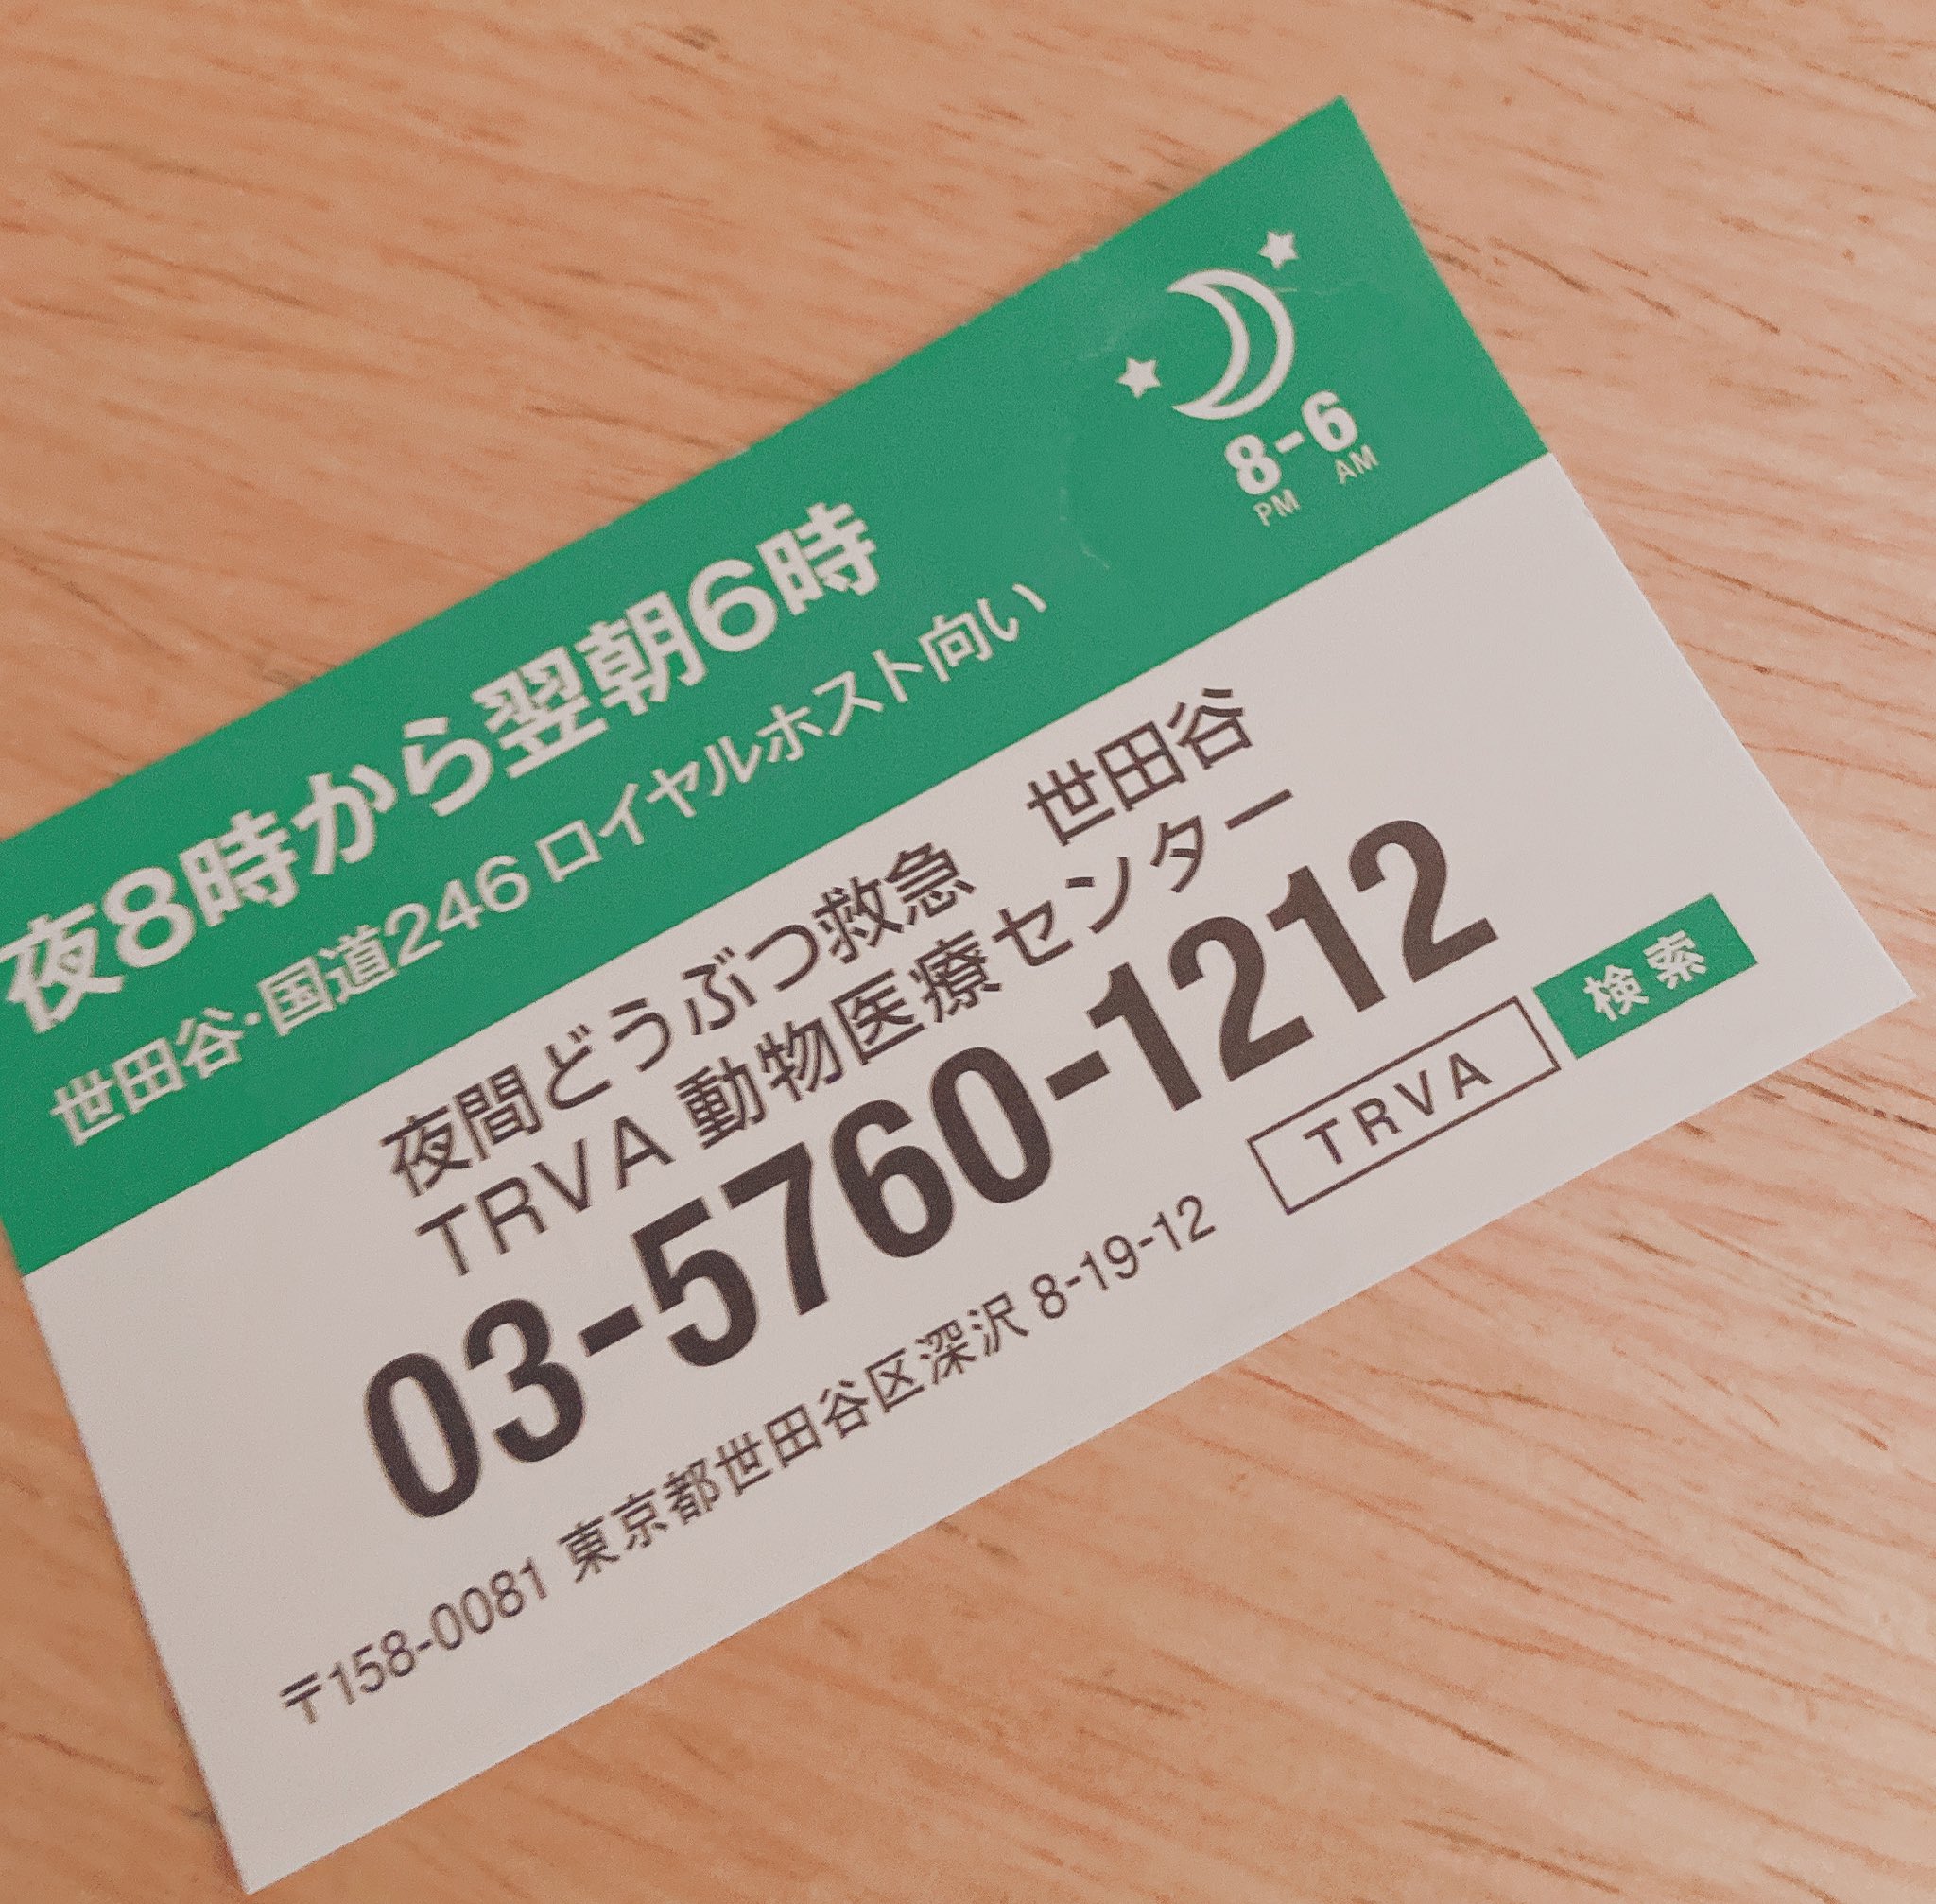 夜8時から翌朝6時
世田谷・国道246 ロイヤルホスト向い
8-6
PM AM
夜間どうぶつ救急 世田谷
TRVA 動物医療センター
03-5760-1212
〒158-0081 東京都世田谷区深沢 8-19-12
TRVA 検索